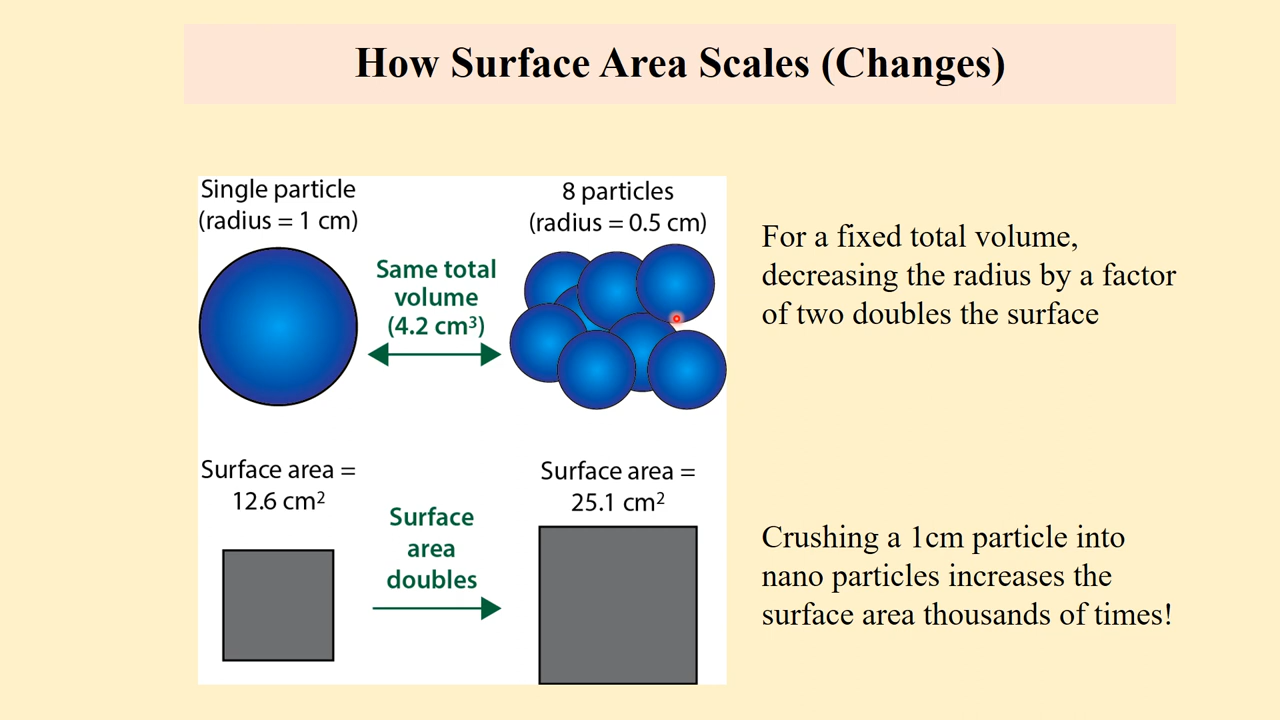 How Surface Area Scales (Changes)
Single particle
(radius = 1 cm)
8 particles
(radius = 0.5 cm)
Same total
volume
(4.2 cm³)
For a fixed total volume,
decreasing the radius by a factor
of two doubles the surface
Surface area =
12.6 cm²
Surface area =
25.1 cm²
Surface
area
doubles
Crushing a 1cm particle into
nano particles increases the
surface area thousands of times!